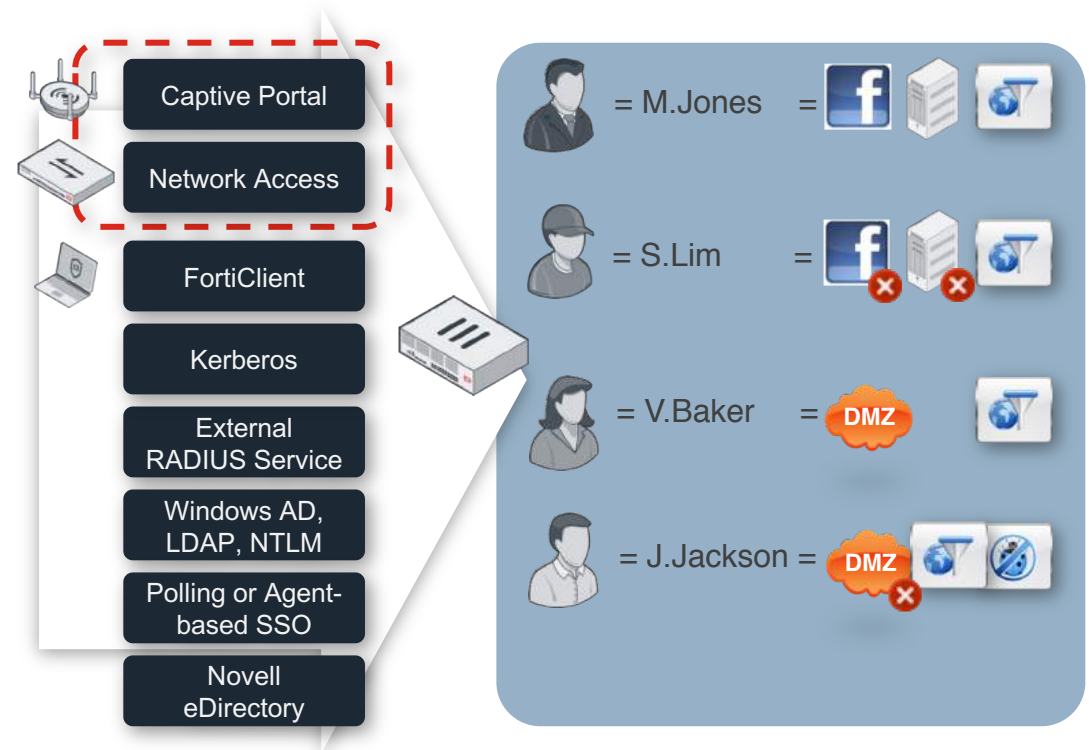 Captive Portal
Network Access
FortiClient
Kerberos
External
RADIUS Service
Windows AD,
LDAP, NTLM
Polling or Agent-
based SSO
Novell
eDirectory
= M.Jones =
f
= S.Lim =
f
= V.Baker =
DMZ
= J.Jackson =
DMZ